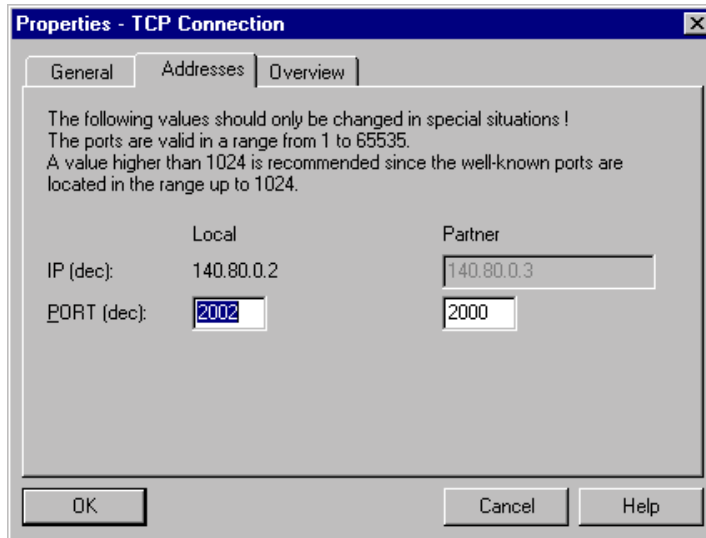 Properties - TCP Connection
General Addresses Overview
The following values should only be changed in special situations !
The ports are valid in a range from 1 to 65535.
A value higher than 1024 is recommended since the well-known ports are
located in the range up to 1024.
Local Partner
IP (dec): 140.80.0.2 140.80.0.3
PORT (dec): 2002 2000
OK Cancel Help